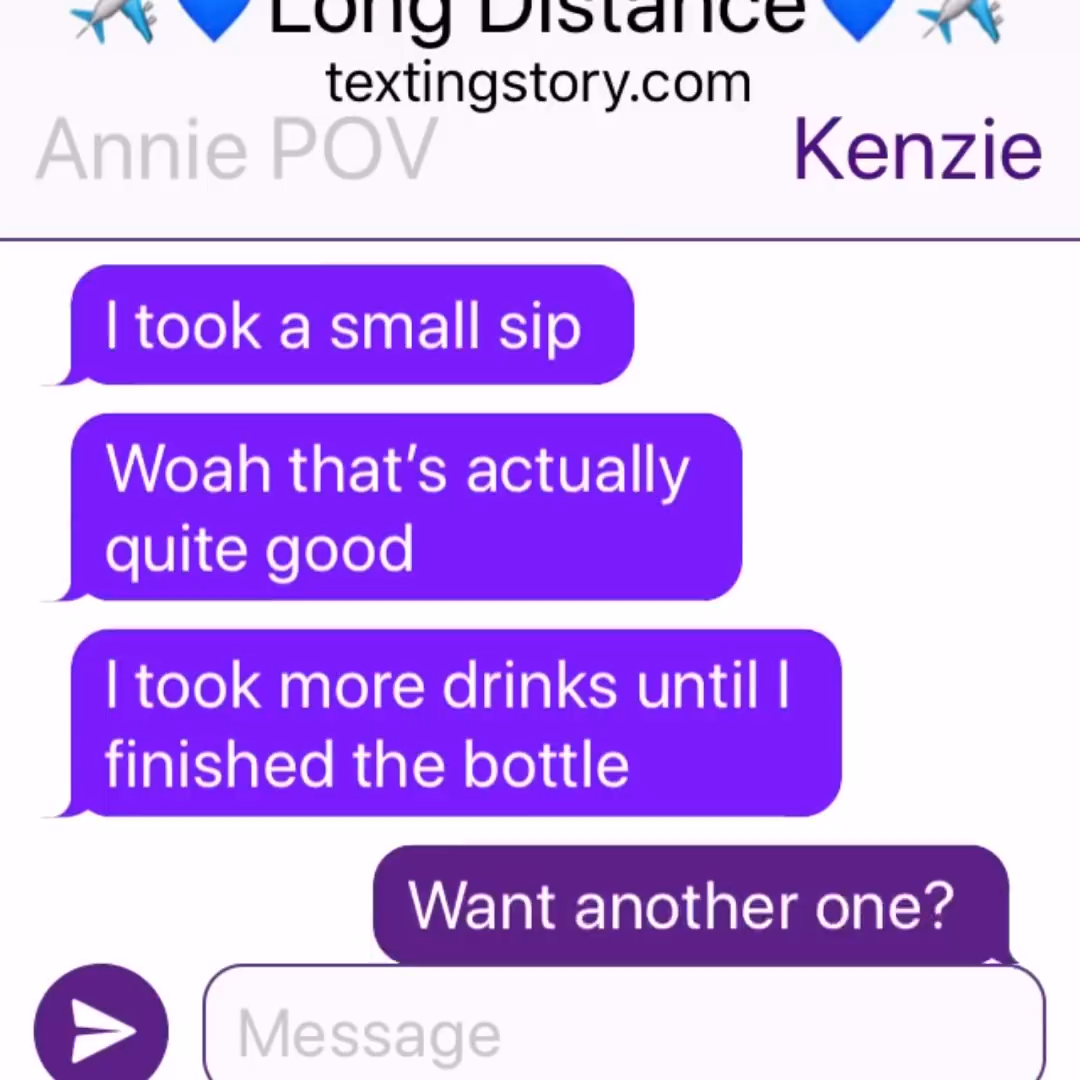 Long Distance
textingstory.com
Annie POV
Kenzie
I took a small sip
Woah that’s actually
quite good
I took more drinks until I
finished the bottle
Want another one?
Message